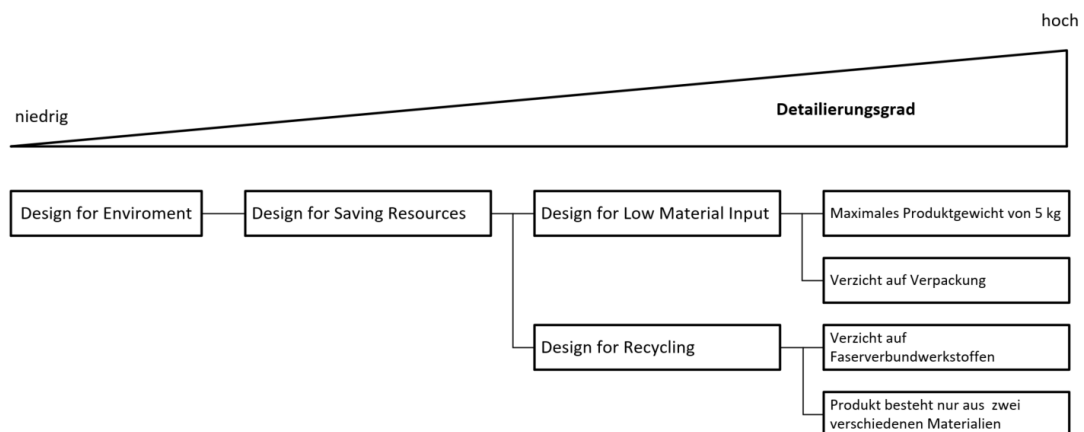 hoch
niedrig
Detailierungsgrad
Design for Enviroment
Design for Saving Resources
Design for Low Material Input
Maximales Produktgewicht von 5 kg
Verzicht auf Verpackung
Design for Recycling
Verzicht auf
Faserverbundwerkstoffen
Produkt besteht nur aus zwei
verschiedenen Materialien